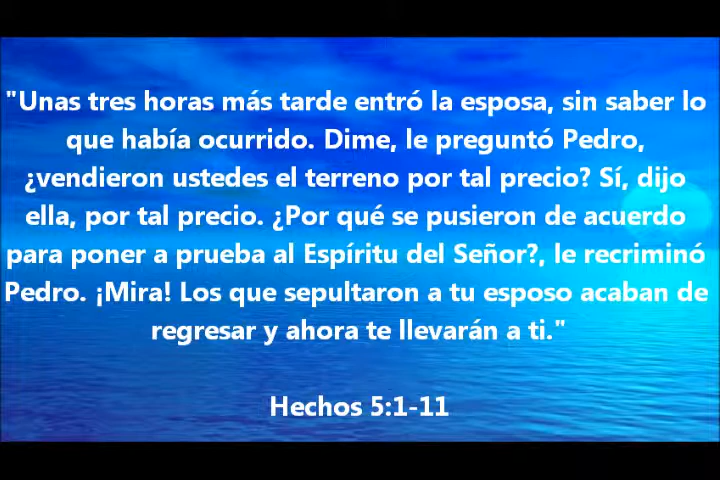 "Unas tres horas más tarde entró la esposa, sin saber lo
que había ocurrido. Dime, le preguntó Pedro,
¿vendieron ustedes el terreno por tal precio? Sí, dijo
ella, por tal precio. ¿Por qué se pusieron de acuerdo
para poner a prueba al Espíritu del Señor?, le recriminó
Pedro. ¡Mira! Los que sepultaron a tu esposo acaban de
regresar y ahora te llevarán a ti."
Hechos 5:1-11